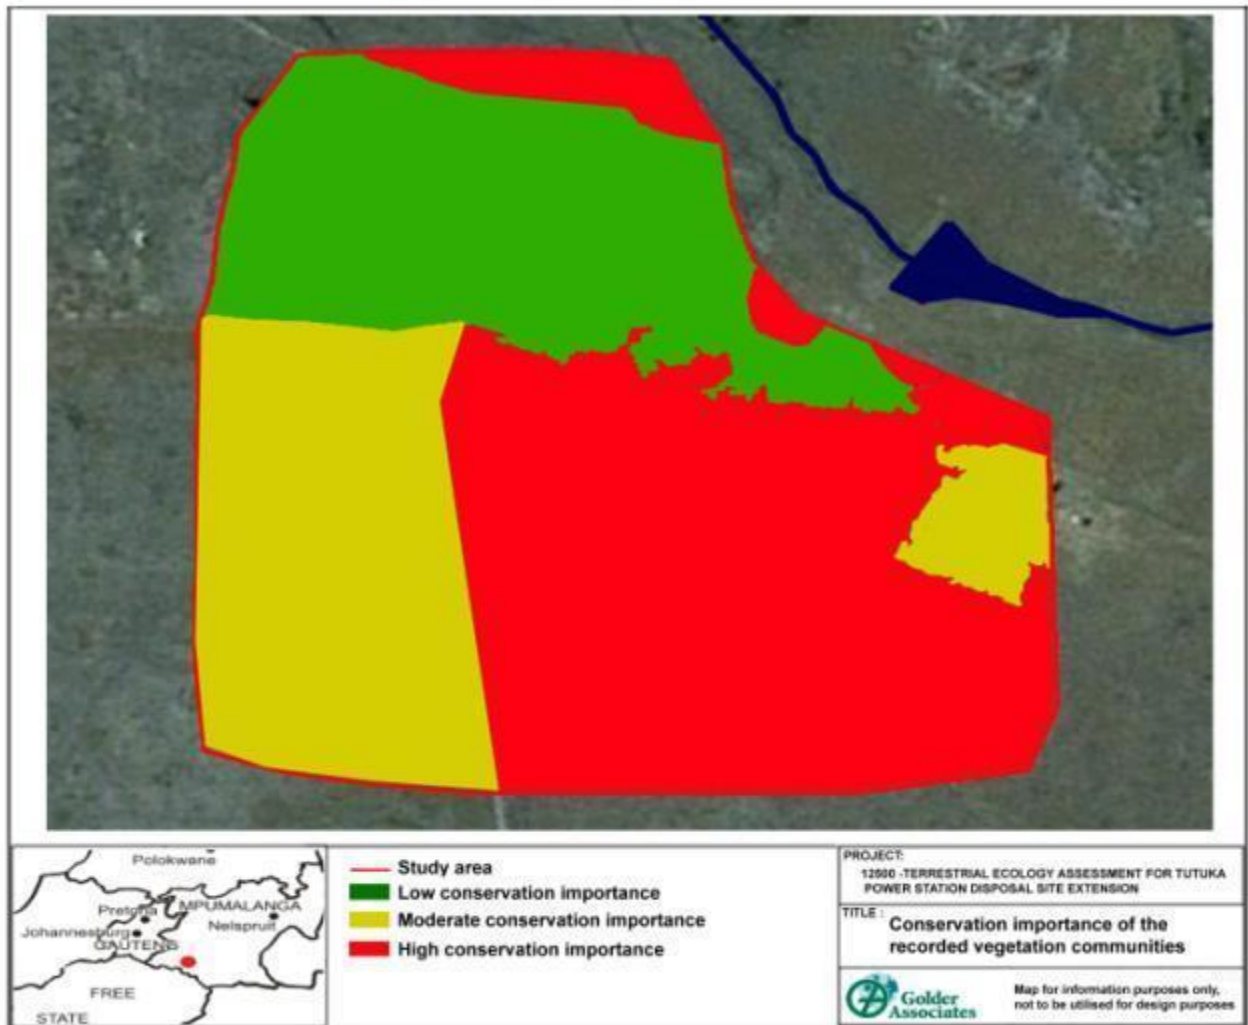 Polokwane
Pretoria
MPUMALANGA
Nelspruit
Johannesburg
GAUTENG
FREE
STATE
Study area
Low conservation importance
Moderate conservation importance
High conservation importance
PROJECT:
12500 -TERRESTRIAL ECOLOGY ASSESSMENT FOR TUTUKA
POWER STATION DISPOSAL SITE EXTENSION
TITLE :
Conservation importance of the
recorded vegetation communities
Golder
Associates
Map for information purposes only,
not to be utilised for design purposes